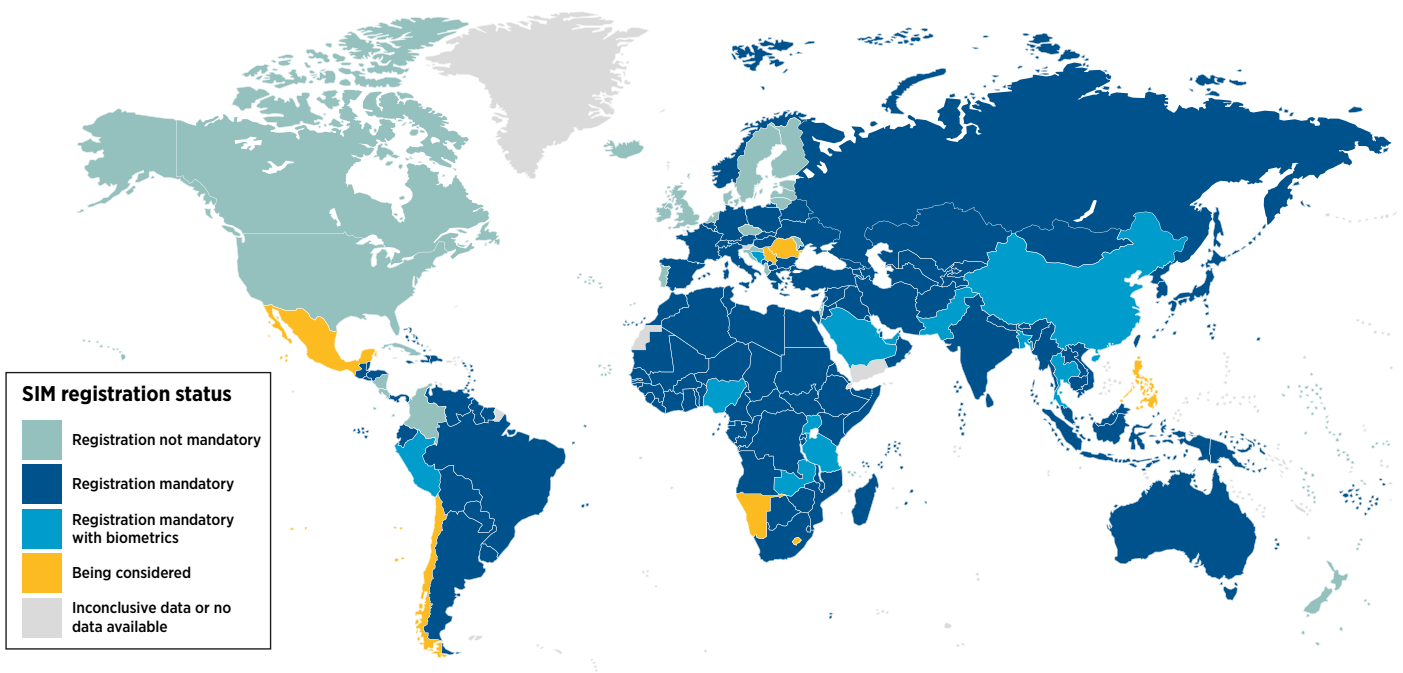 SIM registration status
Registration not mandatory
Registration mandatory
Registration mandatory
with biometrics
Being considered
Inconclusive data or no
data available